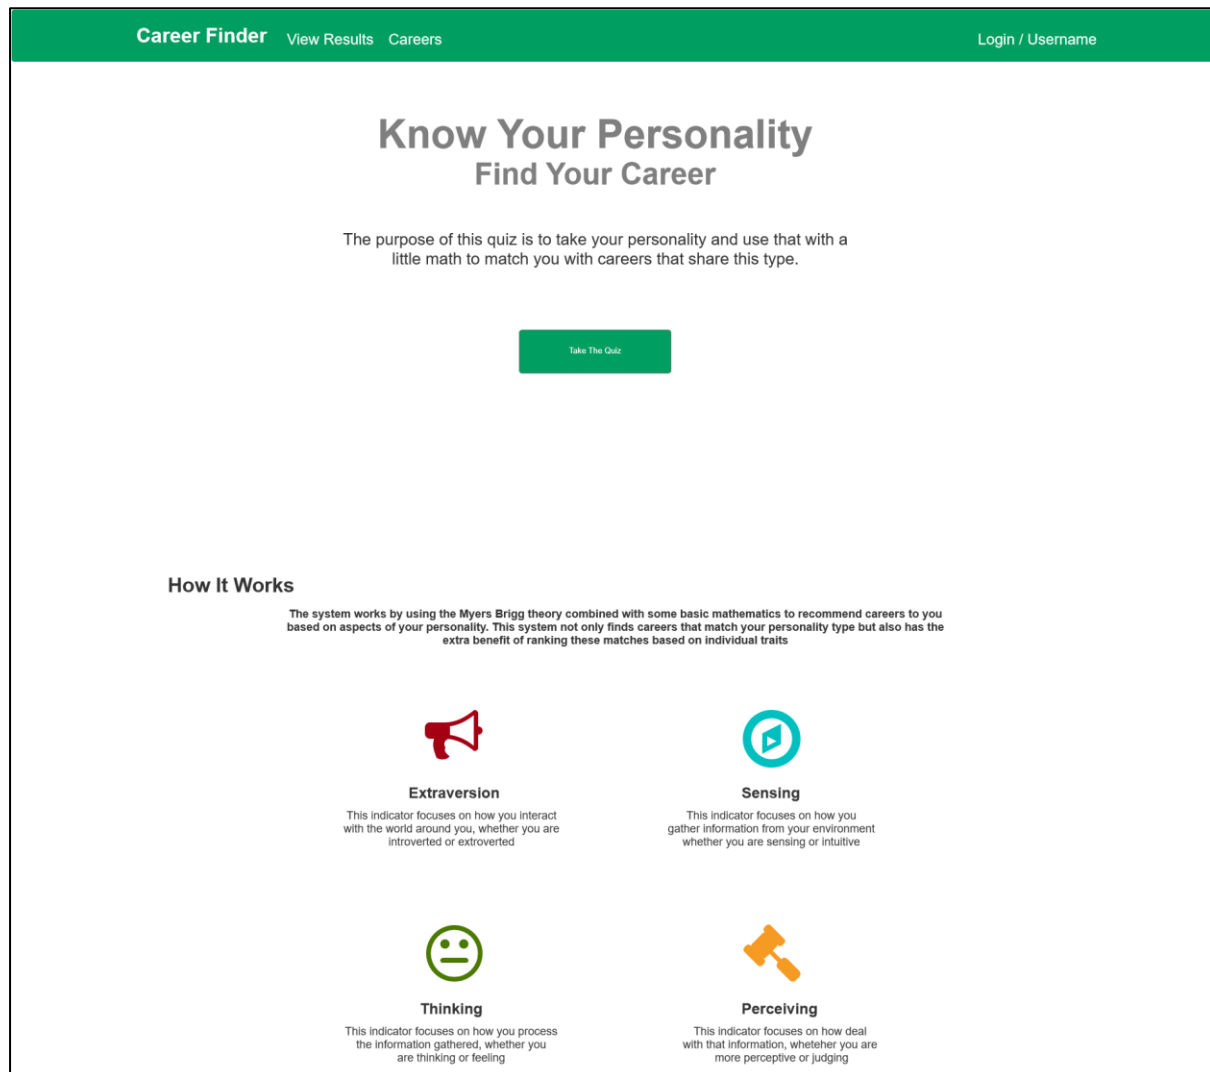 Career Finder View Results Careers Login / Username
Know Your Personality
Find Your Career
The purpose of this quiz is to take your personality and use that with a
little math to match you with careers that share this type.
Take The Quiz
How It Works
The system works by using the Myers Brigg theory combined with some basic mathematics to recommend careers to you
based on aspects of your personality. This system not only finds careers that match your personality type but also has the
extra benefit of ranking these matches based on individual traits
Extraversion
This indicator focuses on how you interact
with the world around you, whether you are
introverted or extroverted
Sensing
This indicator focuses on how you
gather information from your environment
whether you are sensing or intuitive
Thinking
This indicator focuses on how you process
the information gathered, whether you
are thinking or feeling
Perceiving
This indicator focuses on how deal
with that information, wheteher you are
more perceptive or judging